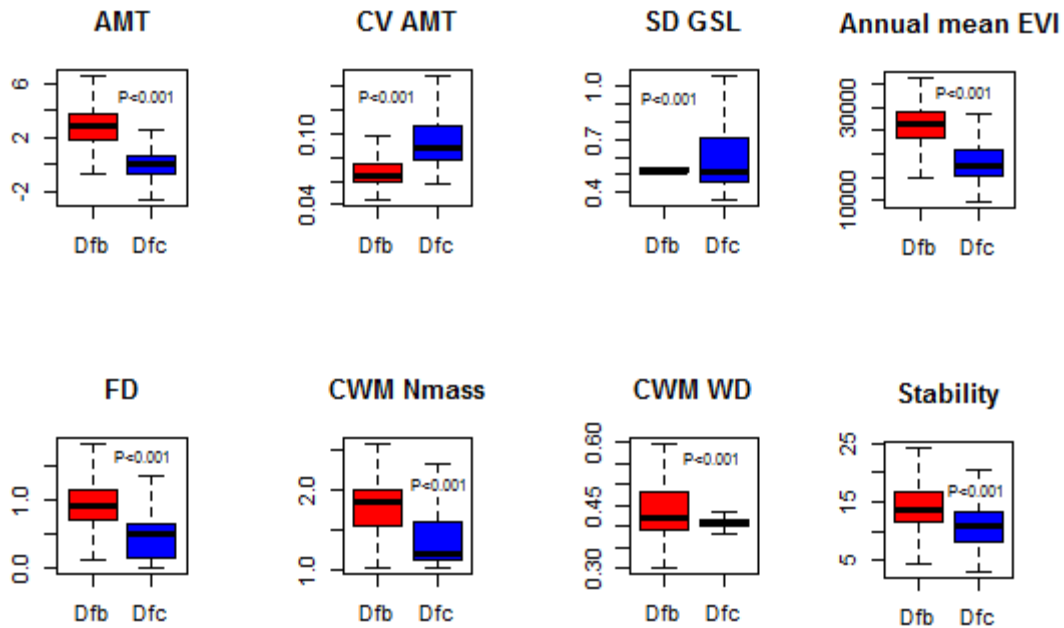 AMT
CV AMT
SD GSL
Annual mean EVI
6
2
-2
P<0.001
Dfb
Dfc
0.10
0.04
P<0.001
Dfb
Dfc
1.0
0.7
0.4
P<0.001
Dfb
Dfc
30000
10000
P<0.001
Dfb
Dfc
FD
CWM Nmass
CWM WD
Stability
1.0
0.0
P<0.001
Dfb
Dfc
2.0
1.0
P<0.001
Dfb
Dfc
0.60
0.45
0.30
P<0.001
Dfb
Dfc
25
15
5
P<0.001
Dfb
Dfc